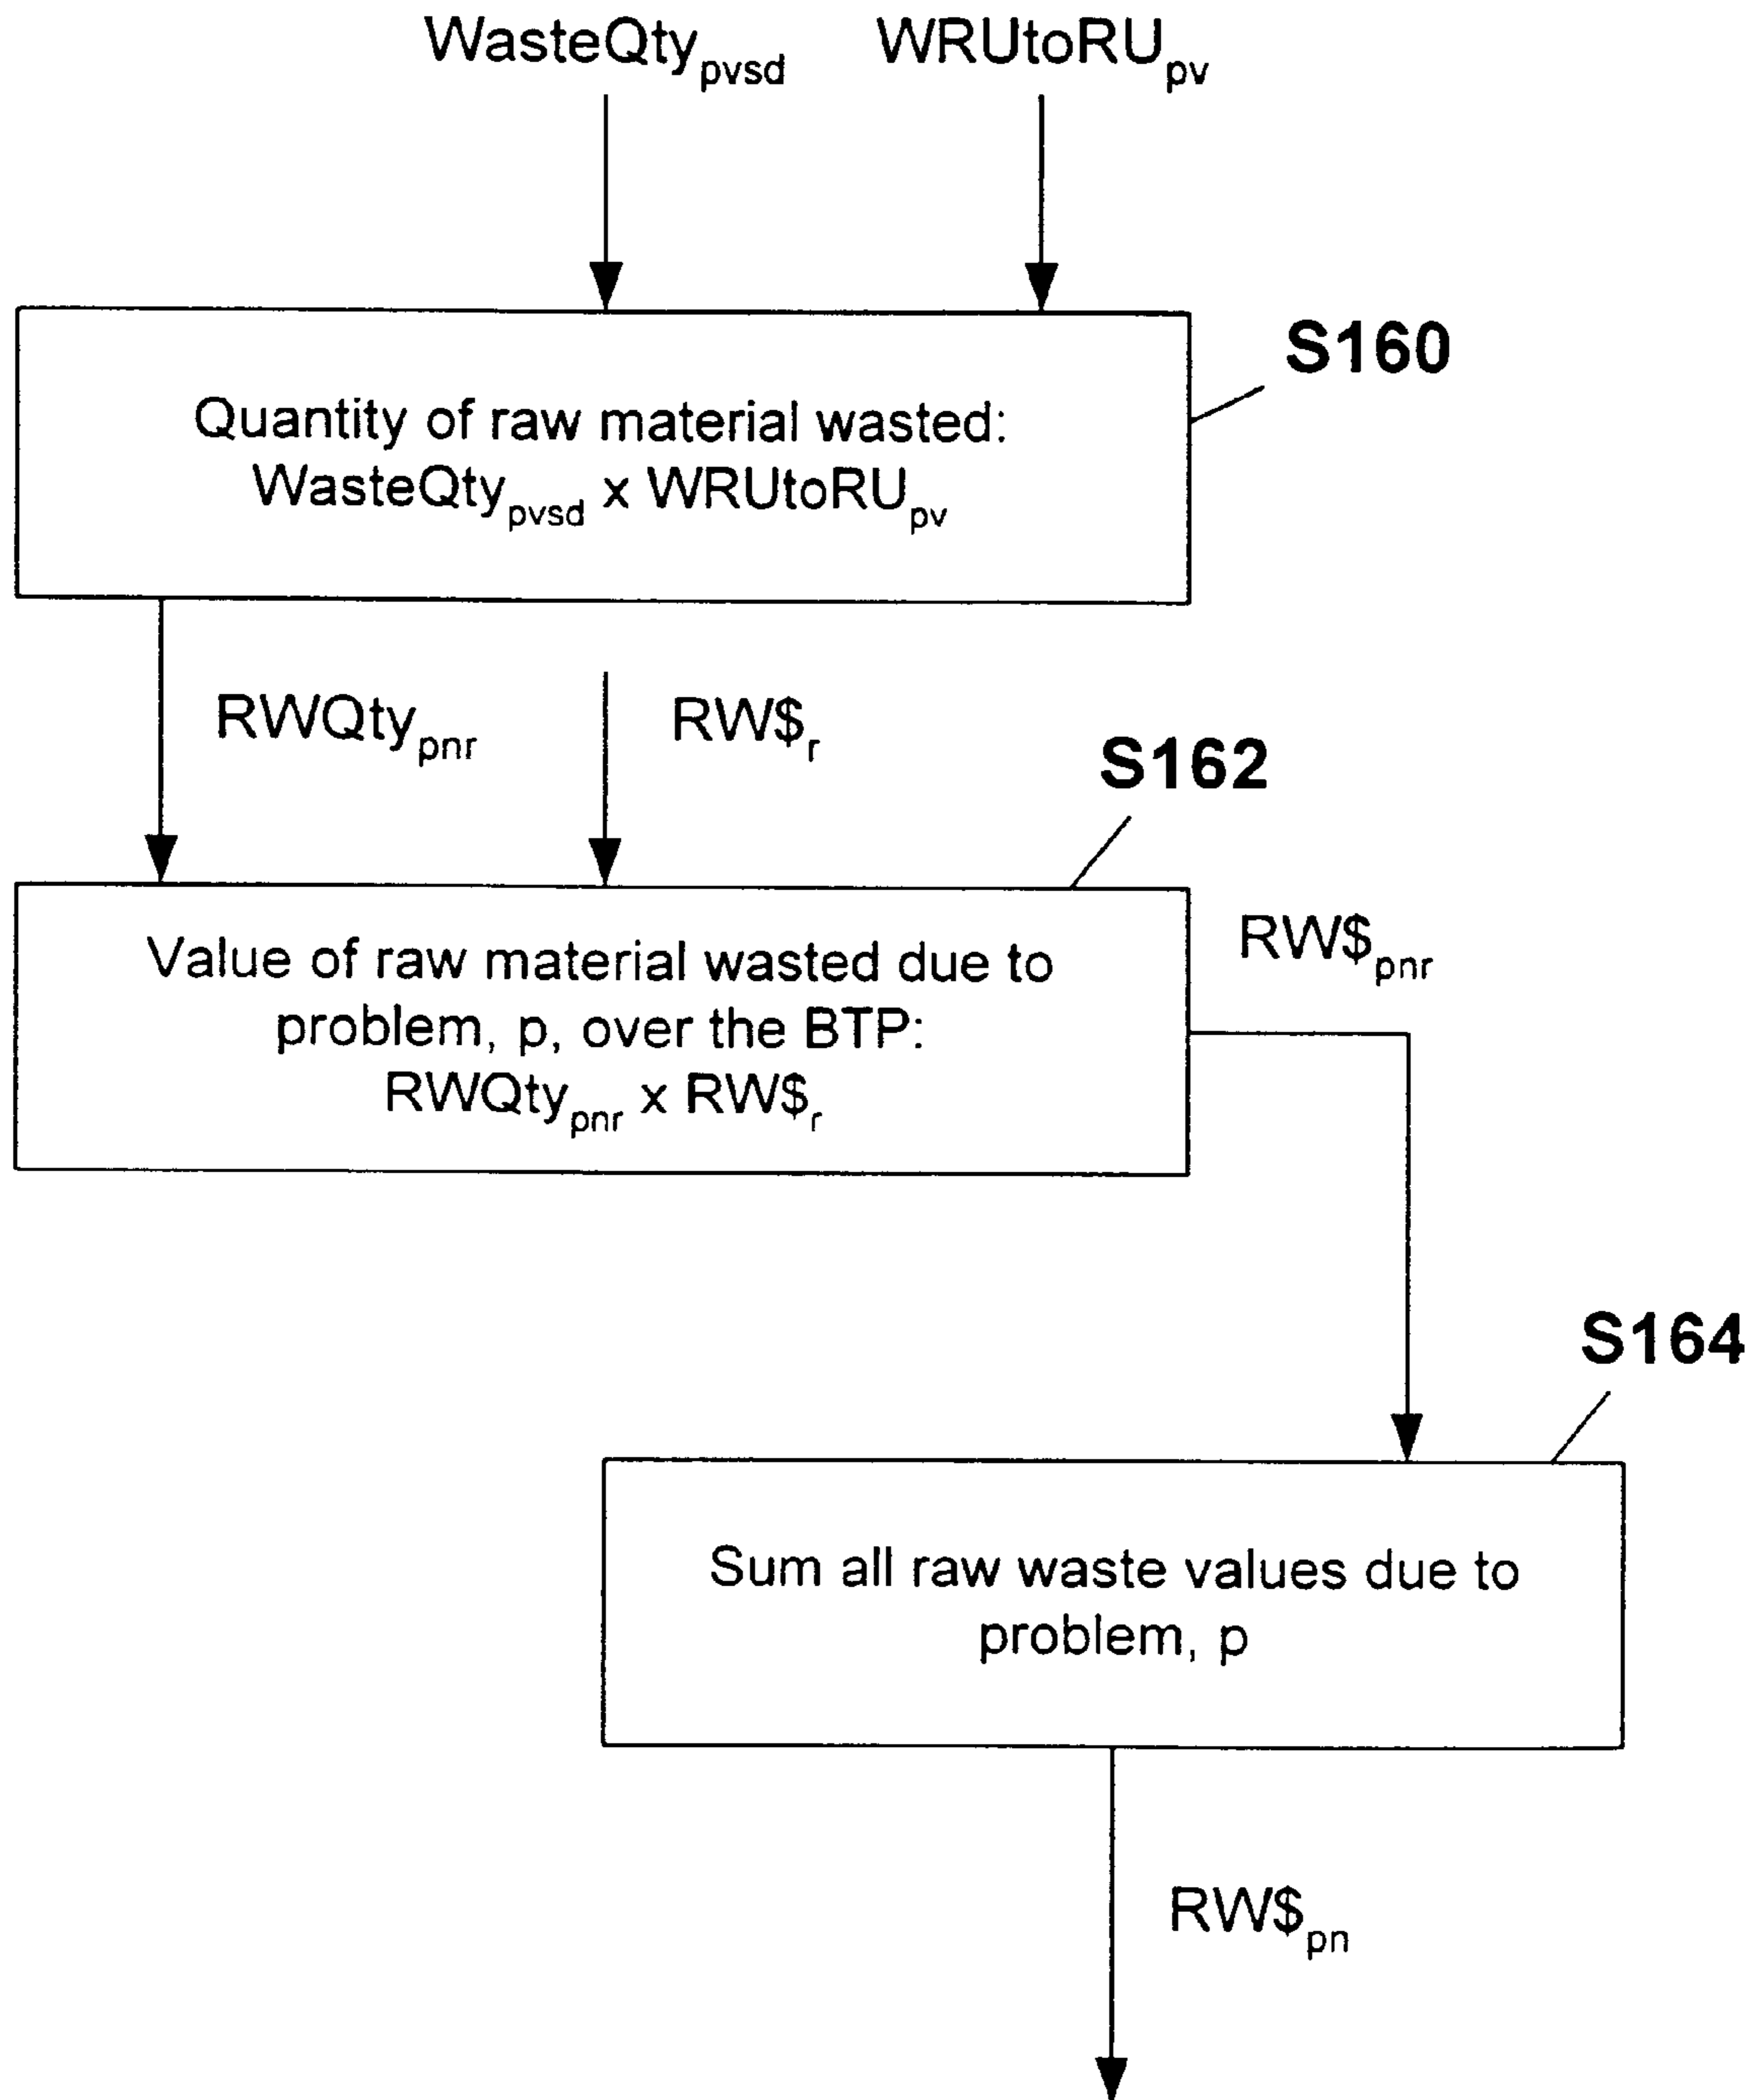 WasteQty_pvsd WRUtoRU_pv
S160
Quantity of raw material wasted:
WasteQty_pvsd x WRUtoRU_pv
RWQty_pnr RW$_r
S162
Value of raw material wasted due to
problem, p, over the BTP:
RWQty_pnr x RW$_r
RW$_pnr
S164
Sum all raw waste values due to
problem, p
RW$_pn